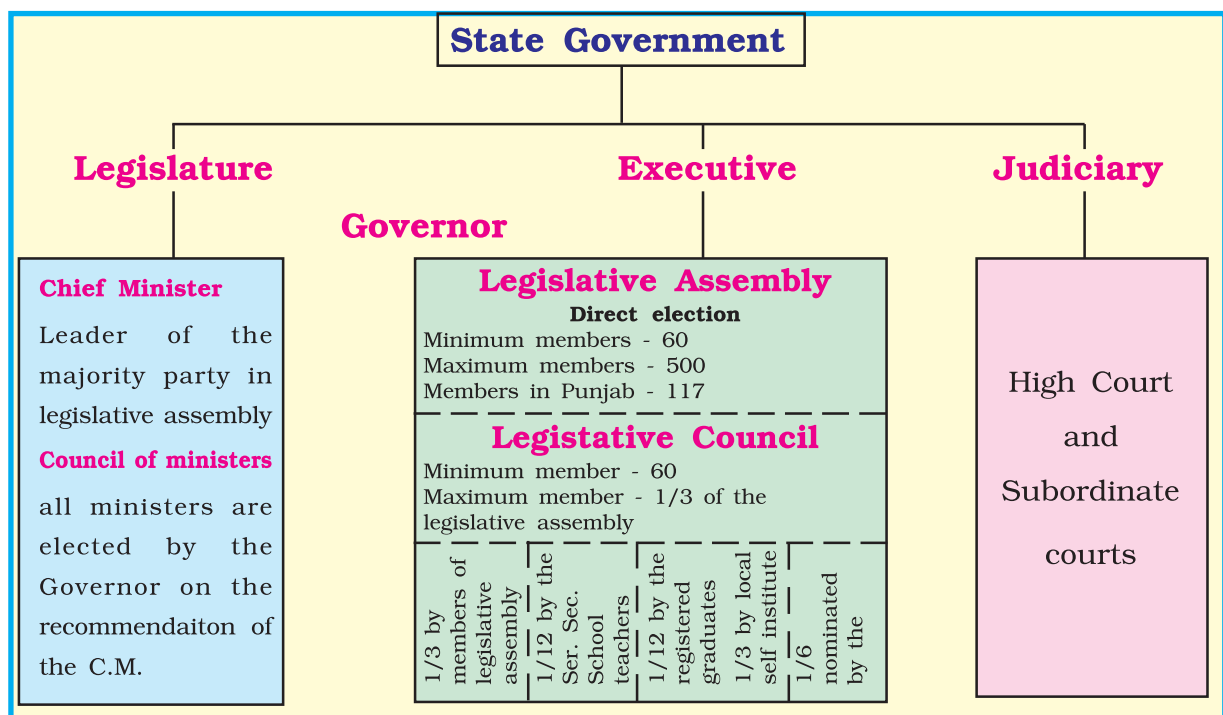 State Government
Legislature
Executive
Judiciary
Governor
Chief Minister
Leader of the
majority party in
legislative assembly
Council of ministers
all ministers are
elected by the
Governor on the
recommendaiton of
the C.M.
Legislative Assembly
Direct election
Minimum members - 60
Maximum members - 500
Members in Punjab - 117
Legistative Council
Minimum member - 60
Maximum member - 1/3 of the
legislative assembly
1/3 by
members of
legislative
assembly
1/12 by the
Ser. Sec.
School
teachers
1/12 by the
registered
graduates
1/3 by local
self institute
1/6
nominated
by the
High Court
and
Subordinate
courts